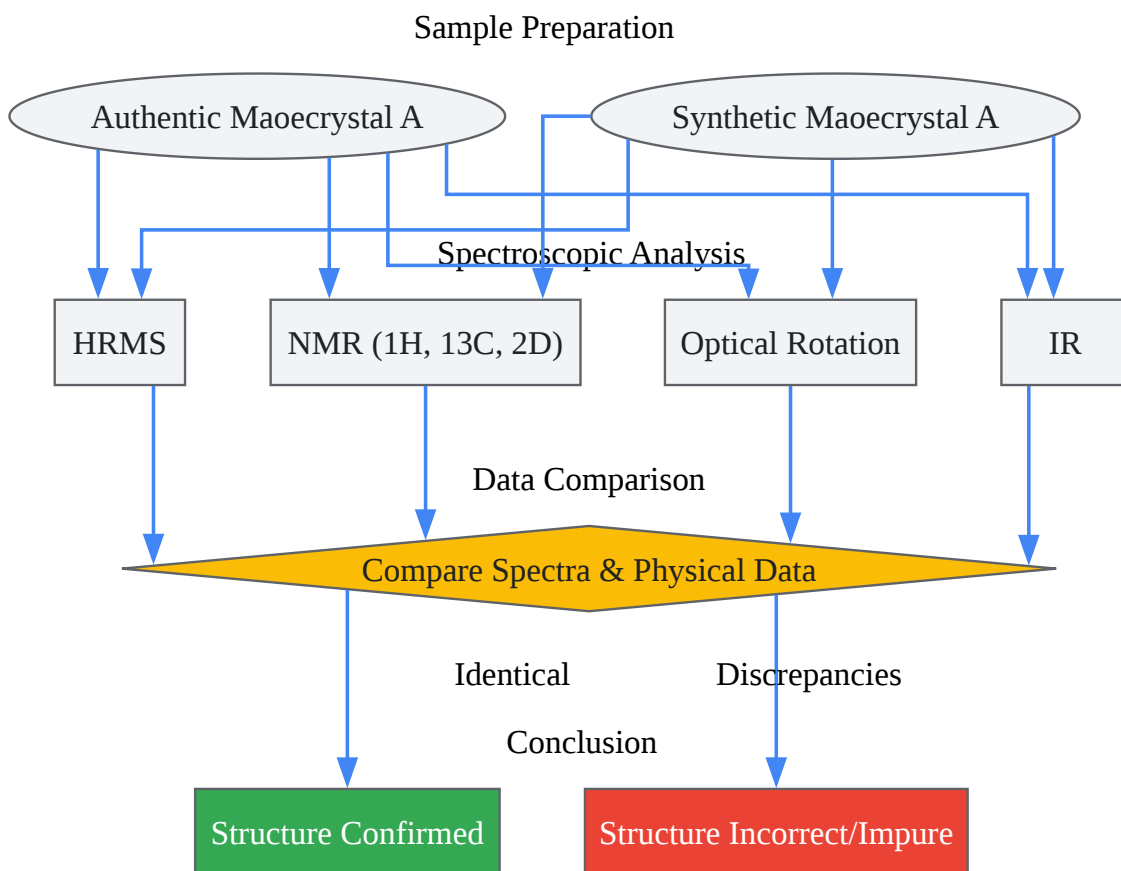 Sample Preparation
Authentic Maoecrystal A
Synthetic Maoecrystal A
Spectroscopic Analysis
HRMS
NMR (1H, 13C, 2D)
Optical Rotation
IR
Data Comparison
Compare Spectra & Physical Data
Identical
Discrepancies
Conclusion
Structure Confirmed
Structure Incorrect/Impure